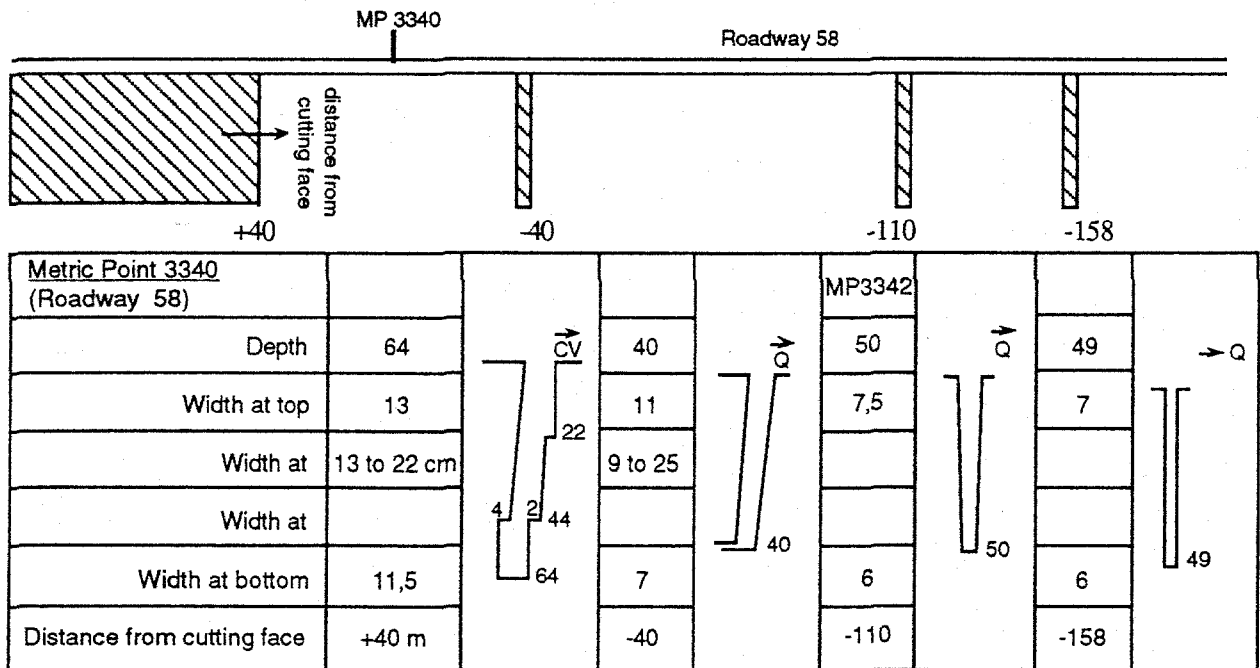 MP 3340
Roadway 58
distance from
cutting face
+40
-40
-110
-158
Metric Point 3340
(Roadway 58)
MP3342
Depth 64 40 50 49
CV
Q
Q
Q
Width at top 13 11 7,5 7
22
Width at 13 to 22 cm 9 to 25
Width at
4 2 44
40
50
49
64
Width at bottom 11,5 7 6 6
Distance from cutting face +40 m -40 -110 -158